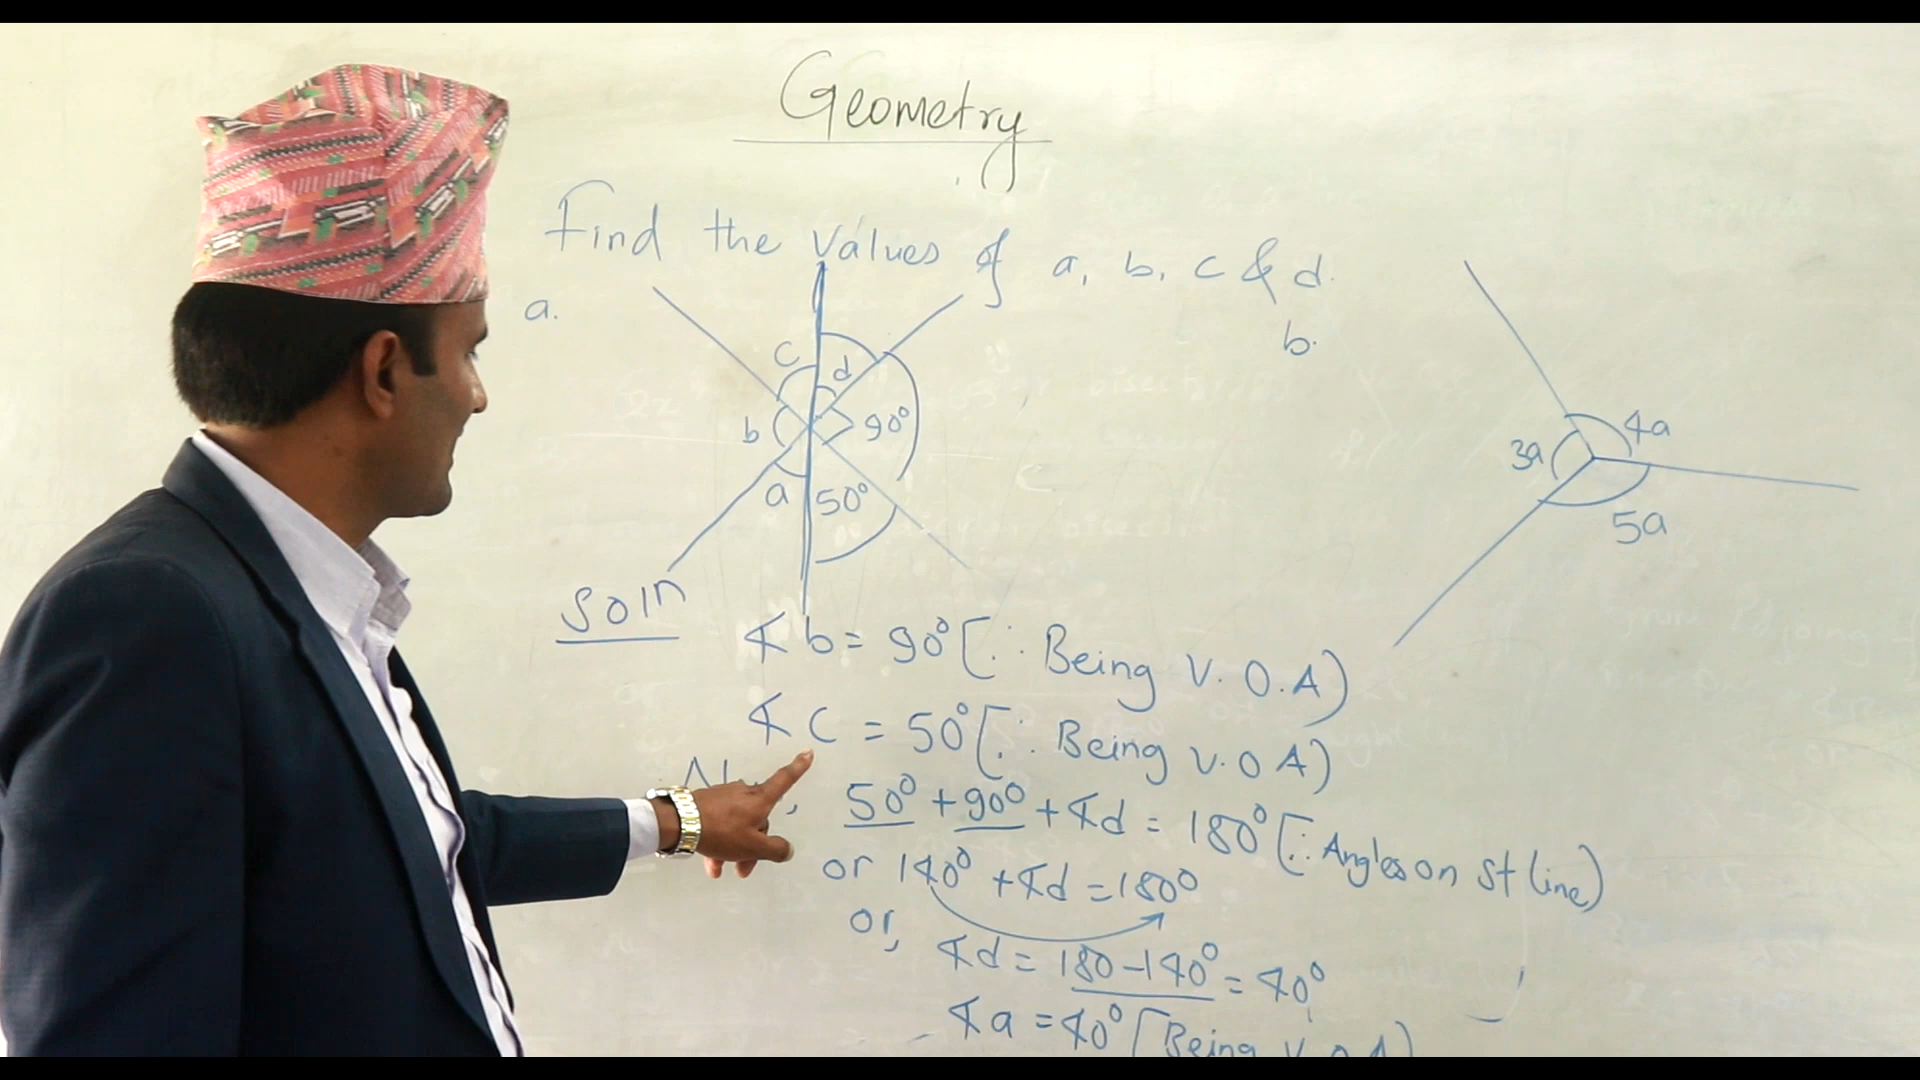 Geometry
Find the values of a, b, c & d.
a.
b.
c
d
b
90°
a
50°
4a
3a
5a
Soln
∡b = 90° [∵ Being V.O.A)
∡c = 50° [∵ Being V.O A)
50° + 90° + ∡d = 180° [∵ Angles on St line)
or 140° + ∡d = 180°
or, ∡d = 180 - 140° = 40°
∡a = 40° [Being V.O.A)